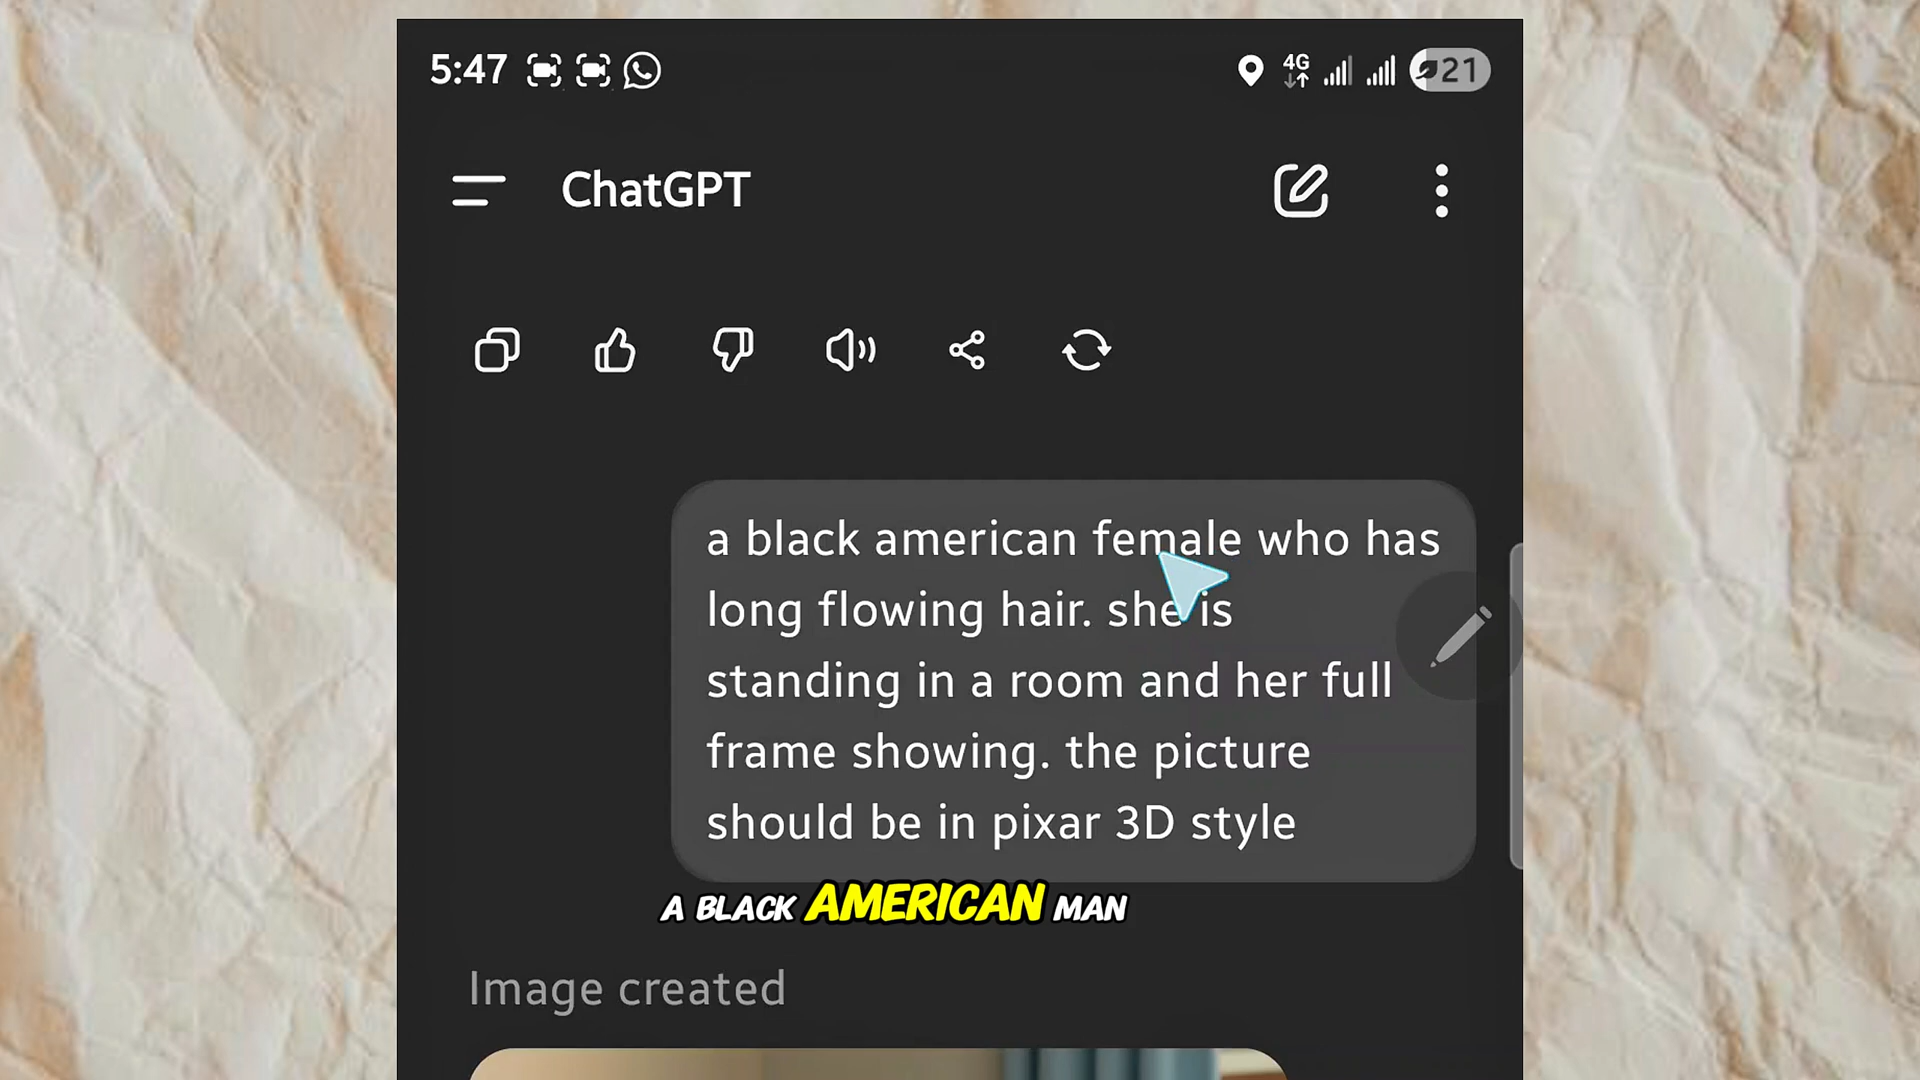 5:47 4G 21
ChatGPT
a black american female who has
long flowing hair. she is
standing in a room and her full
frame showing. the picture
should be in pixar 3D style
A BLACK AMERICAN MAN
Image created